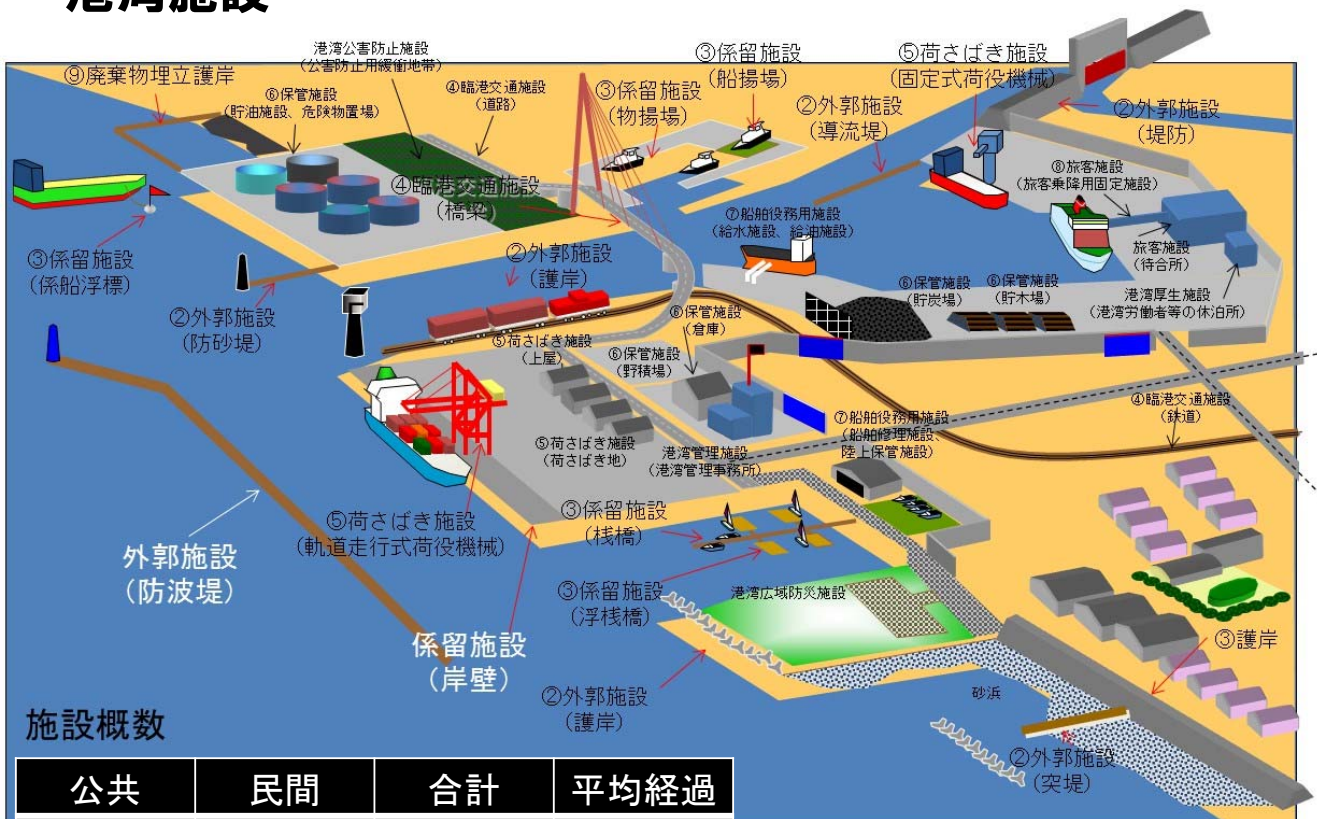 港湾施設
港湾公害防止施設
(公害防止用緩衝地帯)
⑨廃棄物埋立護岸
⑥保管施設
(貯油施設、危険物置場)
④臨港交通施設
(道路)
③係留施設
(物揚場)
③係留施設
(船揚場)
②外郭施設
(導流堤)
⑤荷さばき施設
(固定式荷役機械)
②外郭施設
(堤防)
⑧旅客施設
(旅客乗降用固定施設)
④臨港交通施設
(橋梁)
⑦船舶役務用施設
(給水施設、給油施設)
旅客施設
(待合所)
③係留施設
(係船浮標)
②外郭施設
(護岸)
⑥保管施設
(貯炭場)
⑥保管施設
(貯木場)
港湾厚生施設
(港湾労働者等の休泊所)
②外郭施設
(防砂堤)
⑥保管施設
(倉庫)
⑤荷さばき施設
(上屋)
⑥保管施設
(野積場)
④臨港交通施設
(鉄道)
⑦船舶役務用施設
(船舶修理施設、
陸上保管施設)
⑤荷さばき施設
(荷さばき地)
港湾管理施設
(港湾管理事務所)
⑤荷さばき施設
(軌道走行式荷役機械)
③係留施設
(桟橋)
外郭施設
(防波堤)
③係留施設
(浮桟橋)
港湾広域防災施設
係留施設
(岸壁)
③護岸
②外郭施設
(護岸)
砂浜
②外郭施設
(突堤)
施設概数
公共 民間 合計 平均経過